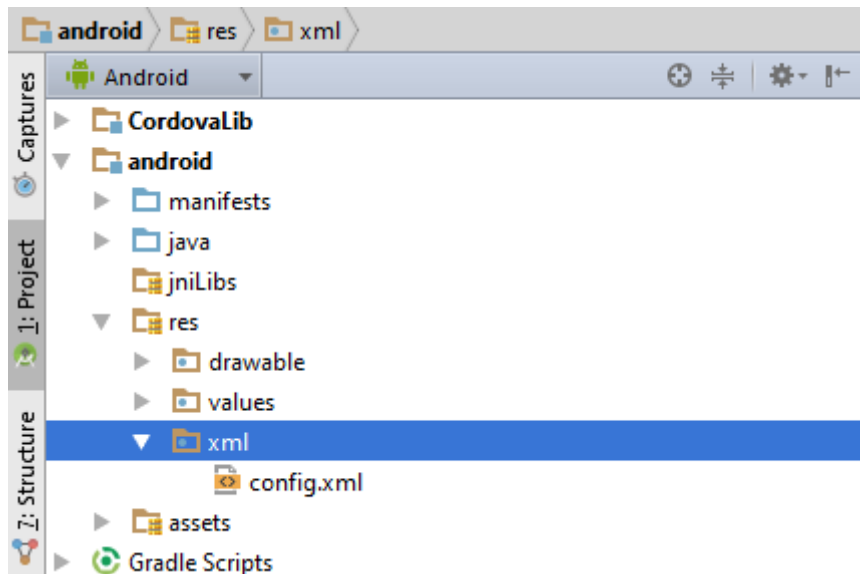 android res xml
Android
Captures
1: Project
7: Structure
CordovaLib
android
manifests
java
jniLibs
res
drawable
values
xml
config.xml
assets
Gradle Scripts